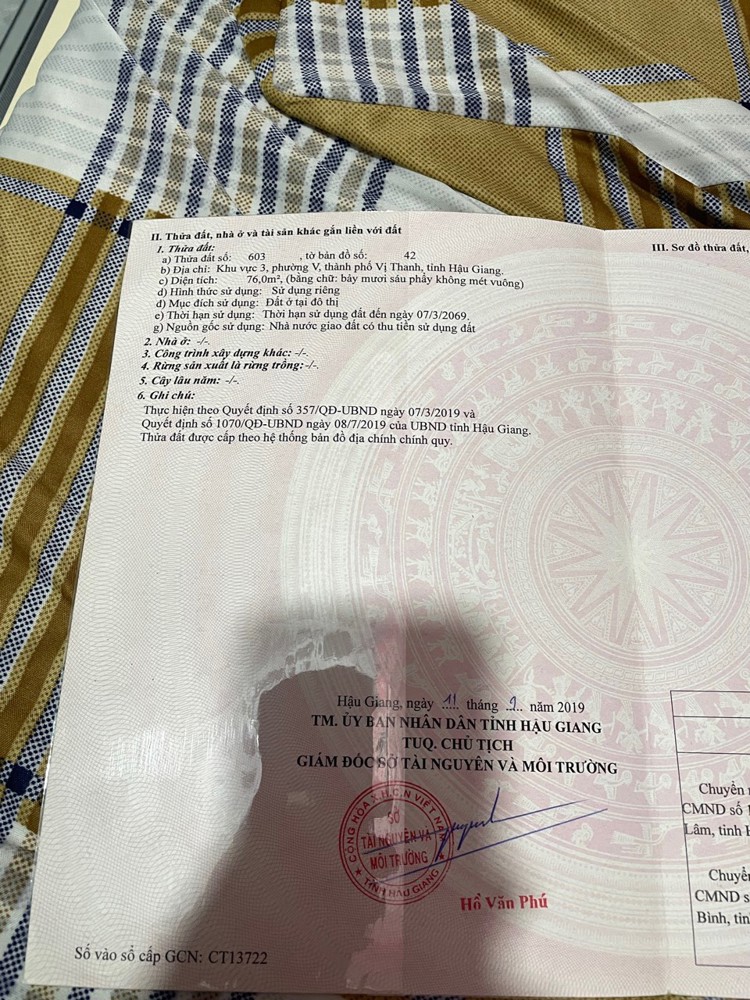 II. Thửa đất, nhà ở và tài sản khác gắn liền với đất
1. Thửa đất:
a) Thửa đất số: 603 , tờ bản đồ số: 42
b) Địa chỉ: Khu vực 3, phường V, thành phố Vị Thanh, tỉnh Hậu Giang.
c) Diện tích: 76,0m², (bằng chữ: bảy mươi sáu phẩy không mét vuông)
d) Hình thức sử dụng: Sử dụng riêng
đ) Mục đích sử dụng: Đất ở tại đô thị
e) Thời hạn sử dụng: Thời hạn sử dụng đất đến ngày 07/3/2069.
g) Nguồn gốc sử dụng: Nhà nước giao đất có thu tiền sử dụng đất
2. Nhà ở: -/-.
3. Công trình xây dựng khác: -/-.
4. Rừng sản xuất là rừng trồng:-/-.
5. Cây lâu năm: -/-.
6. Ghi chú:
Thực hiện theo Quyết định số 357/QĐ-UBND ngày 07/3/2019 và
Quyết định số 1070/QĐ-UBND ngày 08/7/2019 của UBND tỉnh Hậu Giang.
Thửa đất được cấp theo hệ thống bản đồ địa chính chính quy.
Hậu Giang, ngày 11 tháng 9 năm 2019
TM. ỦY BAN NHÂN DÂN TỈNH HẬU GIANG
TUQ. CHỦ TỊCH
GIÁM ĐỐC SỞ TÀI NGUYÊN VÀ MÔI TRƯỜNG
CỘNG HÒA X.H.C.N VIỆT NAM
SỞ
TÀI NGUYÊN VÀ
MÔI TRƯỜNG
TỈNH HẬU GIANG
Hồ Văn Phú
Số vào sổ cấp GCN: CT13722
III. Sơ đồ thửa đất,
Chuyển
CMND số
Lâm, tỉnh
Chuyển
CMND
Bình,